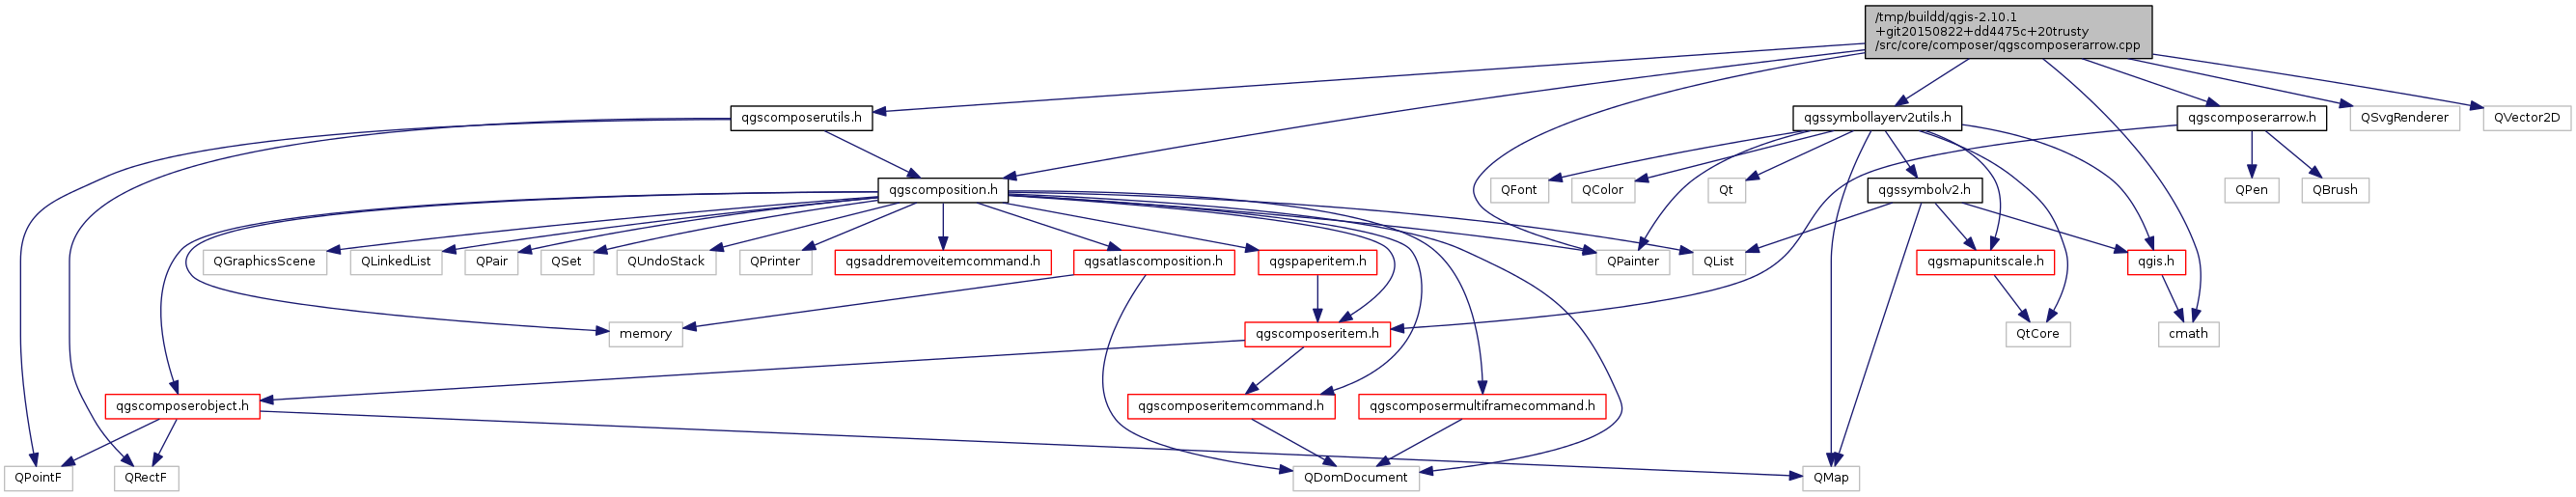 /tmp/buildd/qgis-2.10.1
+git20150822+dd4475c+20trusty
/src/core/composer/qgscomposerarrow.cpp
qgscomposerutils.h
qgssymbollayerv2utils.h
qgscomposerarrow.h
QSvgRenderer
QVector2D
qgscomposition.h
QFont
QColor
Qt
qgssymbolv2.h
QPen
QBrush
QGraphicsScene
QLinkedList
QPair
QSet
QUndoStack
QPrinter
qgsaddremoveitemcommand.h
qgsatlascomposition.h
qgspaperitem.h
QPainter
QList
qgsmapunitscale.h
qgis.h
memory
qgscomposeritem.h
QtCore
cmath
qgscomposerobject.h
qgscomposeritemcommand.h
qgscomposermultiframecommand.h
QPointF
QRectF
QDomDocument
QMap